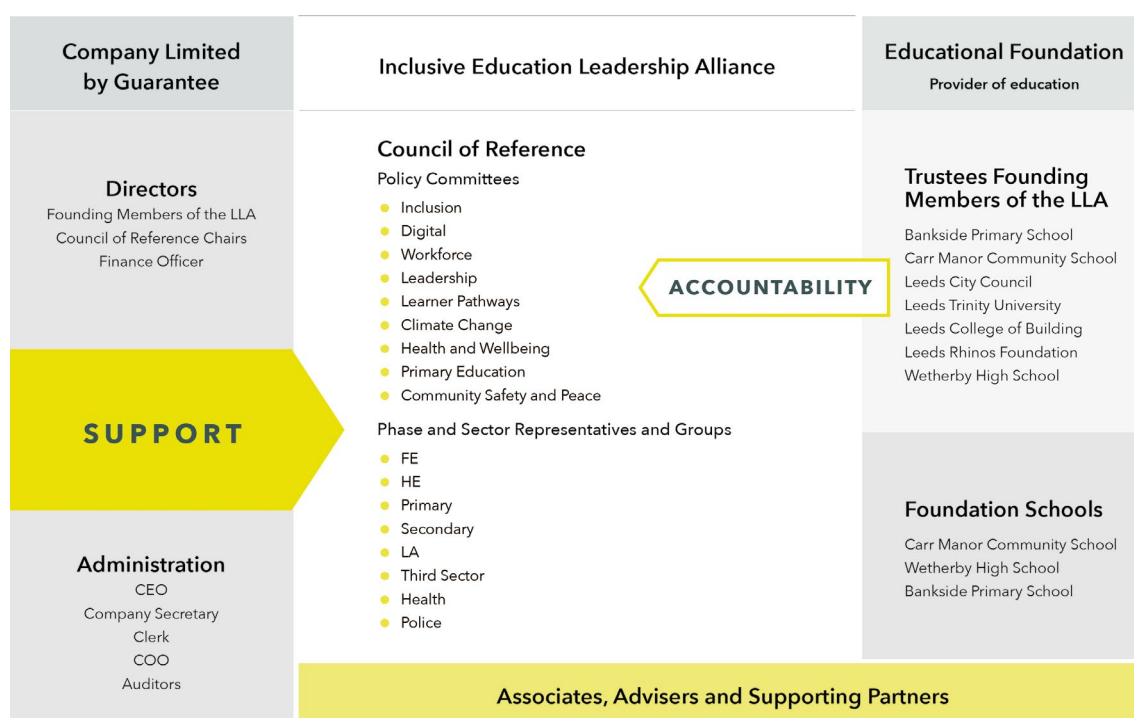 Company Limited
by Guarantee
Directors
Founding Members of the LLA
Council of Reference Chairs
Finance Officer
SUPPORT
Administration
CEO
Company Secretary
Clerk
COO
Auditors
Inclusive Education Leadership Alliance
Council of Reference
Policy Committees
Inclusion
Digital
Workforce
Leadership
Learner Pathways
Climate Change
Health and Wellbeing
Primary Education
Community Safety and Peace
Phase and Sector Representatives and Groups
FE
HE
Primary
Secondary
LA
Third Sector
Health
Police
ACCOUNTABILITY
Educational Foundation
Provider of education
Trustees Founding
Members of the LLA
Bankside Primary School
Carr Manor Community School
Leeds City Council
Leeds Trinity University
Leeds College of Building
Leeds Rhinos Foundation
Wetherby High School
Foundation Schools
Carr Manor Community School
Wetherby High School
Bankside Primary School
Associates, Advisers and Supporting Partners